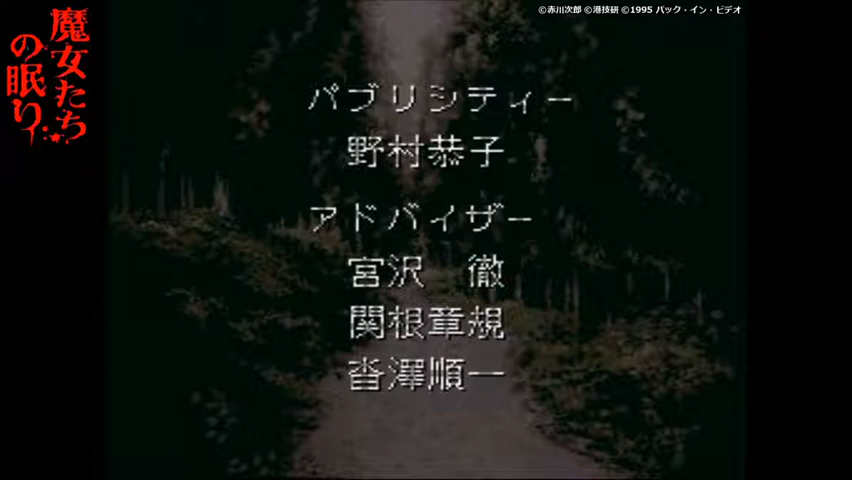 ©赤川次郎 ©港技研 ©1995 パック・イン・ビデオ
魔女たち
の眠り
パブリシティー
野村恭子
アドバイザー
宮沢　徹
関根章規
沓澤順一